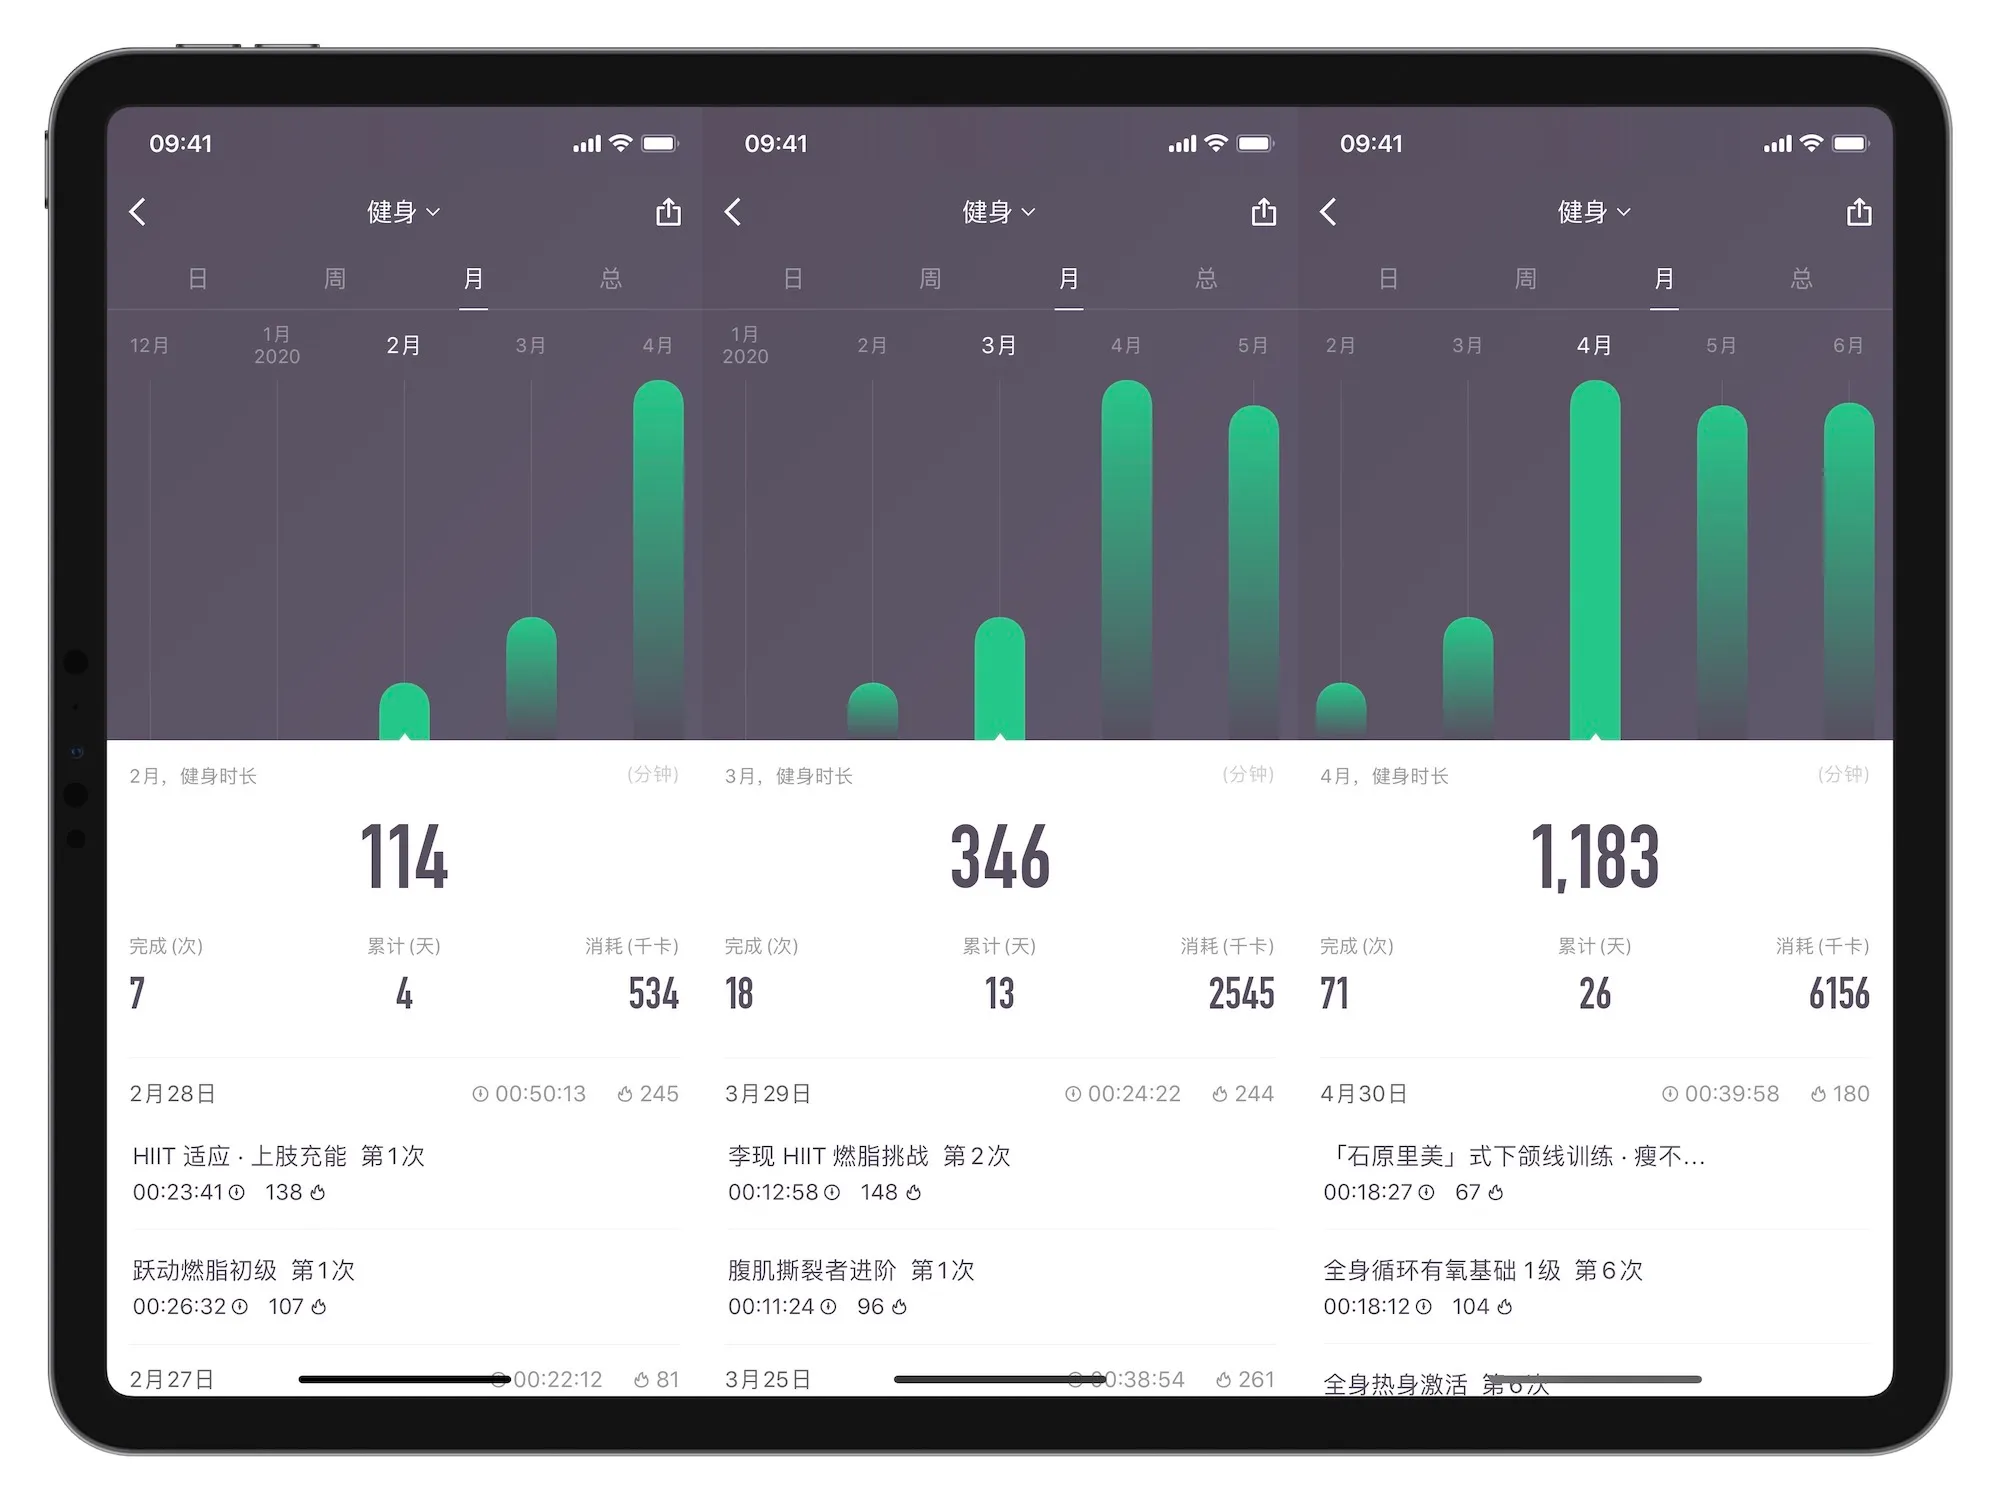 09:41
健身
日 周 月 总
12月 1月 2020 2月 3月 4月
2月，健身时长 (分钟)
114
完成 (次) 累计 (天) 消耗 (千卡)
7 4 534
2月28日 00:50:13 245
HIIT 适应 · 上肢充能 第1次
00:23:41 138
跃动燃脂初级 第1次
00:26:32 107
2月27日 00:22:12 81
09:41
健身
日 周 月 总
1月 2020 2月 3月 4月 5月
3月，健身时长 (分钟)
346
完成 (次) 累计 (天) 消耗 (千卡)
18 13 2545
3月29日 00:24:22 244
李现 HIIT 燃脂挑战 第2次
00:12:58 148
腹肌撕裂者进阶 第1次
00:11:24 96
3月25日 00:38:54 261
09:41
健身
日 周 月 总
2月 3月 4月 5月 6月
4月，健身时长 (分钟)
1,183
完成 (次) 累计 (天) 消耗 (千卡)
71 26 6156
4月30日 00:39:58 180
「石原里美」式下颌线训练 · 瘦不...
00:18:27 67
全身循环有氧基础 1级 第6次
00:18:12 104
全身热身激活 第6次